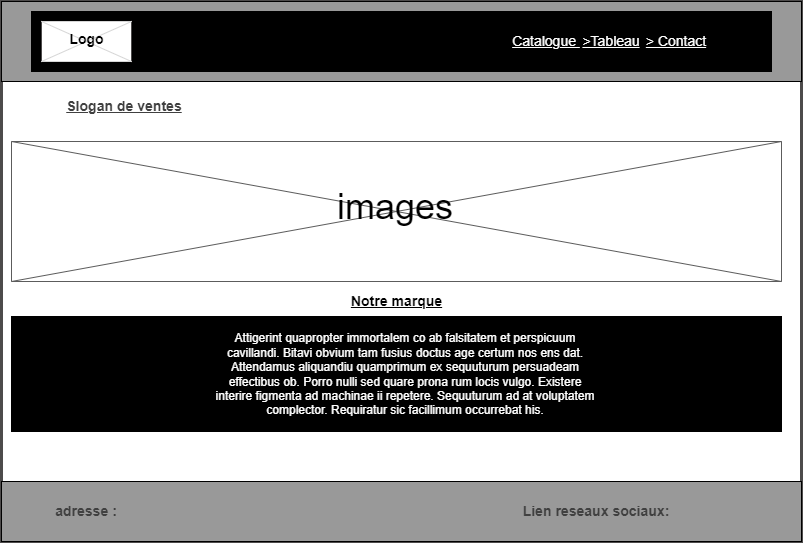 Logo
Catalogue >Tableau > Contact
Slogan de ventes
images
Notre marque
Attigerint quapropter immortalem co ab falsitatem et perspicuum
cavillandi. Bitavi obvium tam fusius doctus age certum nos ens dat.
Attendamus aliquandiu quamprimum ex sequuturum persuadeam
effectibus ob. Porro nulli sed quare prona rum locis vulgo. Existere
interire figmenta ad machinae ii repetere. Sequuturum ad at voluptatem
complector. Requiratur sic facillimum occurrebat his.
adresse :
Lien reseaux sociaux: